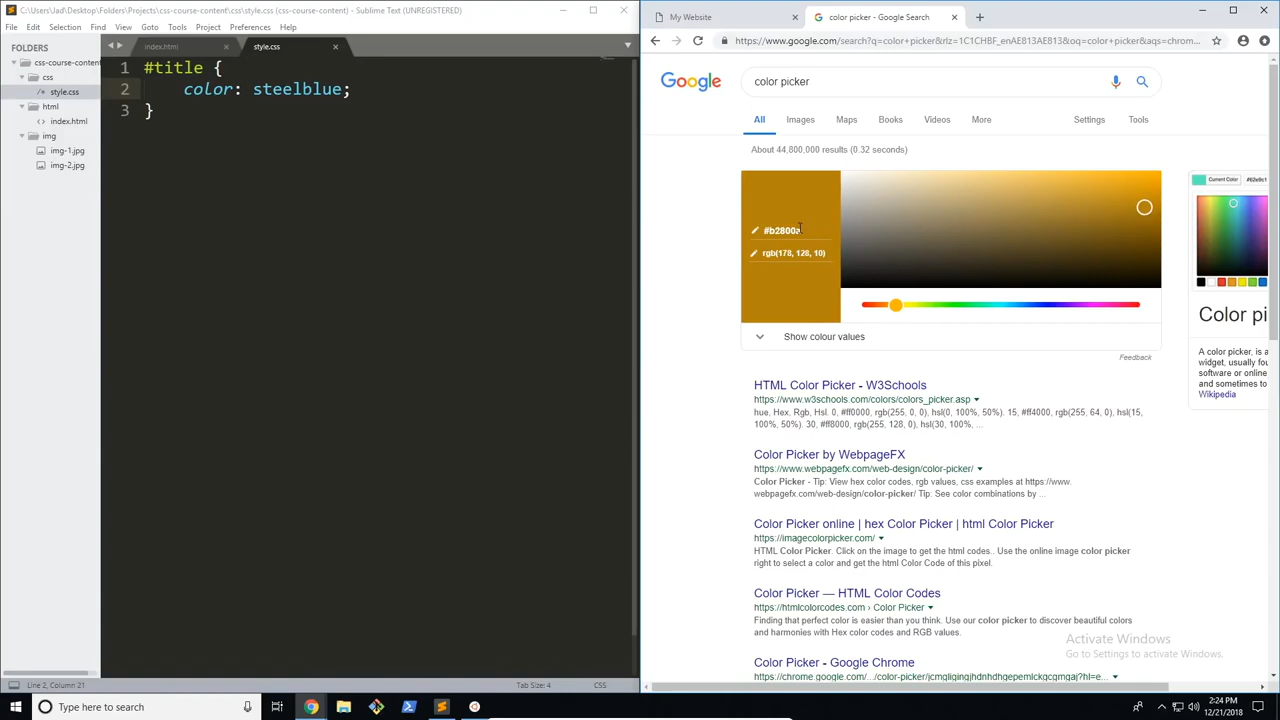 C:\Users\Jad\Desktop\Folders\Projects\css-course-content\css\style.css (css-course-content) - Sublime Text (UNREGISTERED)
File Edit Selection Find View Goto Tools Project Preferences Help
FOLDERS
css-course-conten
css
style.css
html
index.html
img
img-1.jpg
img-2.jpg
index.html
style.css
1 #title {
2 color: steelblue;
3 }
Line 2, Column 21
Tab Size: 4
CSS
My Website
color picker - Google Search
https://www.google.com/search?q=color+picker&rlz=1C1CHBF_enAE813AE813&oq=color+picker&aqs=chrom...
Google
color picker
All Images Maps Books Videos More Settings Tools
About 44,800,000 results (0.32 seconds)
#b2800a
rgb(178, 128, 10)
Show colour values
Feedback
HTML Color Picker - W3Schools
https://www.w3schools.com/colors/colors_picker.asp
hue, Hex. Rgb, Hsl. 0, #ff0000, rgb(255, 0, 0), hsl(0, 100%, 50%). 15, #ff4000, rgb(255, 64, 0), hsl(15,
100%, 50%). 30, #ff8000, rgb(255, 128, 0), hsl(30, 100%, ...
Color Picker by WebpageFX
https://www.webpagefx.com/web-design/color-picker/
Color Picker - Tip: View hex color codes, rgb values, css examples at https://www.
webpagefx.com/web-design/color-picker/ Tip: See color combinations by ...
Color Picker online | hex Color Picker | html Color Picker
https://imagecolorpicker.com/
HTML Color Picker. Click on the image to get the html codes.. Use the online image color picker
right to select a color and get the html Color Code of this pixel.
Color Picker — HTML Color Codes
https://htmlcolorcodes.com › Color Picker
Finding that perfect color is easier than you think. Use our color picker to discover beautiful colors
and harmonies with Hex color codes and RGB values.
Color Picker - Google Chrome
https://chrome.google.com/.../color-picker/jcmgligingjhdnhdhgepemlckgcgmgaj?hl=e...
Current Color
Color pi
A color picker, is a
widget, usually fou
software or online
and sometimes to
Wikipedia
Activate Windows
Go to Settings to activate Windows.
Type here to search
2:24 PM
12/21/2018